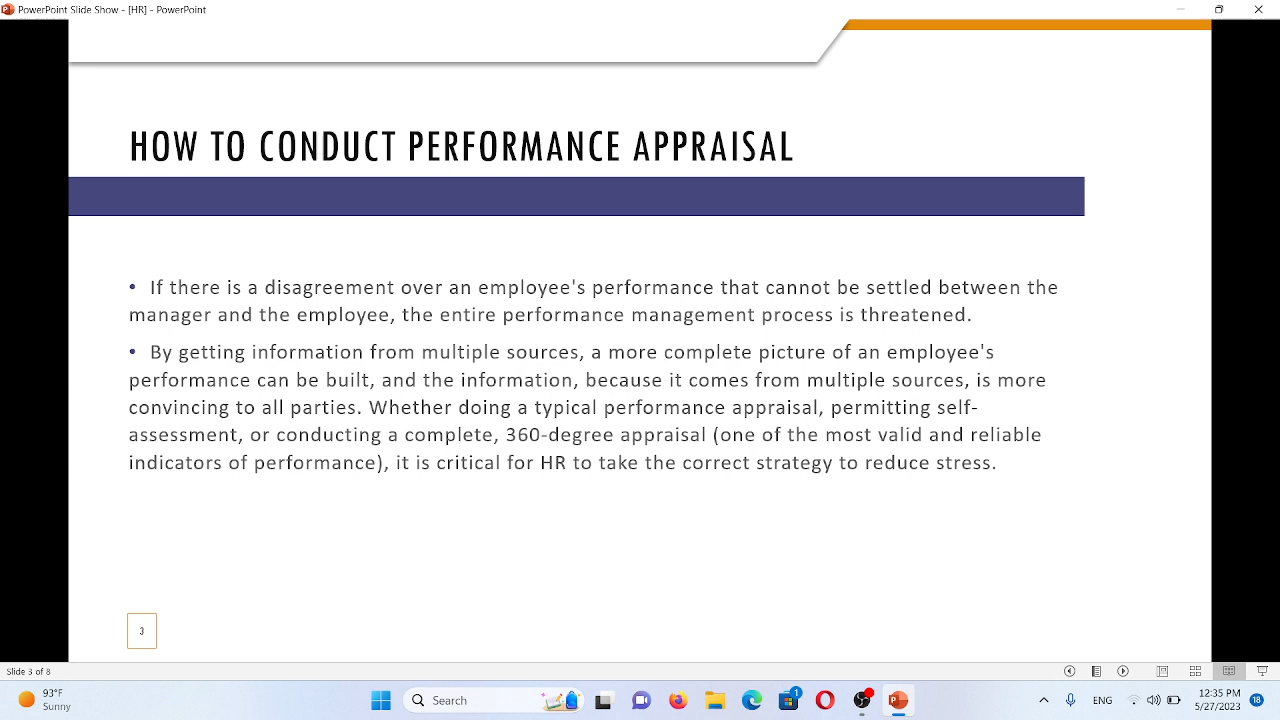 PowerPoint Slide Show - [HR] - PowerPoint
HOW TO CONDUCT PERFORMANCE APPRAISAL
• If there is a disagreement over an employee's performance that cannot be settled between the
manager and the employee, the entire performance management process is threatened.
• By getting information from multiple sources, a more complete picture of an employee's
performance can be built, and the information, because it comes from multiple sources, is more
convincing to all parties. Whether doing a typical performance appraisal, permitting self-
assessment, or conducting a complete, 360-degree appraisal (one of the most valid and reliable
indicators of performance), it is critical for HR to take the correct strategy to reduce stress.
3
Slide 3 of 8
93°F
Sunny
Search
1
ENG
12:35 PM
5/27/2023
18